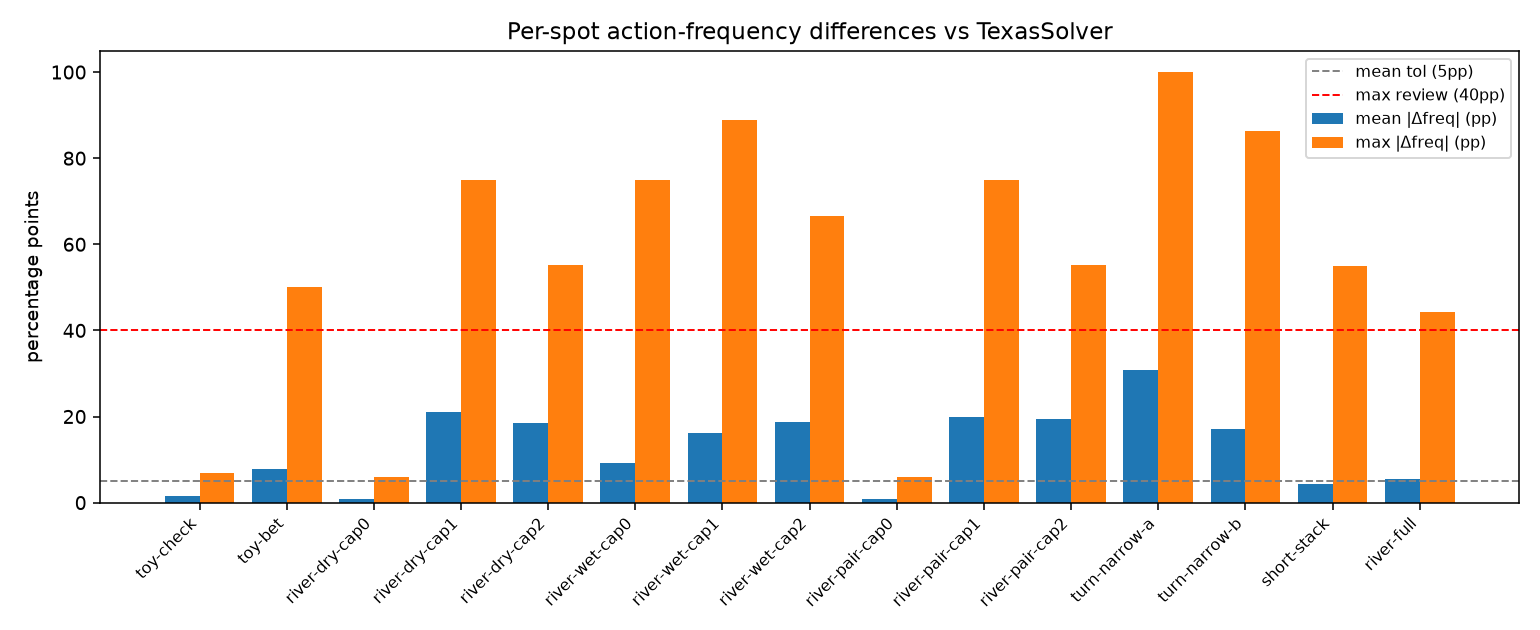 Per-spot action-frequency differences vs TexasSolver
mean tol (5pp)
max review (40pp)
mean |Δfreq| (pp)
max |Δfreq| (pp)
percentage points
100
80
60
40
20
0
toy-check
toy-bet
river-dry-cap0
river-dry-cap1
river-dry-cap2
river-wet-cap0
river-wet-cap1
river-wet-cap2
river-pair-cap0
river-pair-cap1
river-pair-cap2
turn-narrow-a
turn-narrow-b
short-stack
river-full